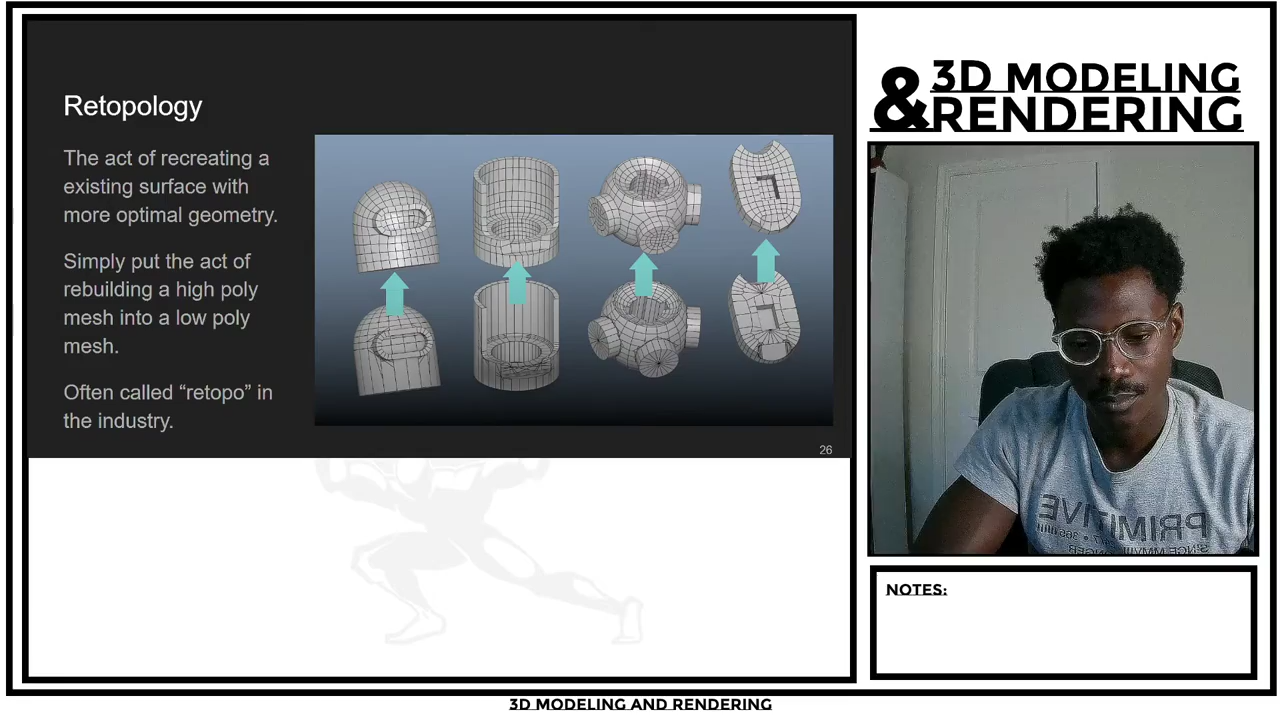 Retopology
The act of recreating a
existing surface with
more optimal geometry.
Simply put the act of
rebuilding a high poly
mesh into a low poly
mesh.
Often called “retopo” in
the industry.
26
& 3D MODELING
RENDERING
PRIMITIVE
NOTES:
3D MODELING AND RENDERING